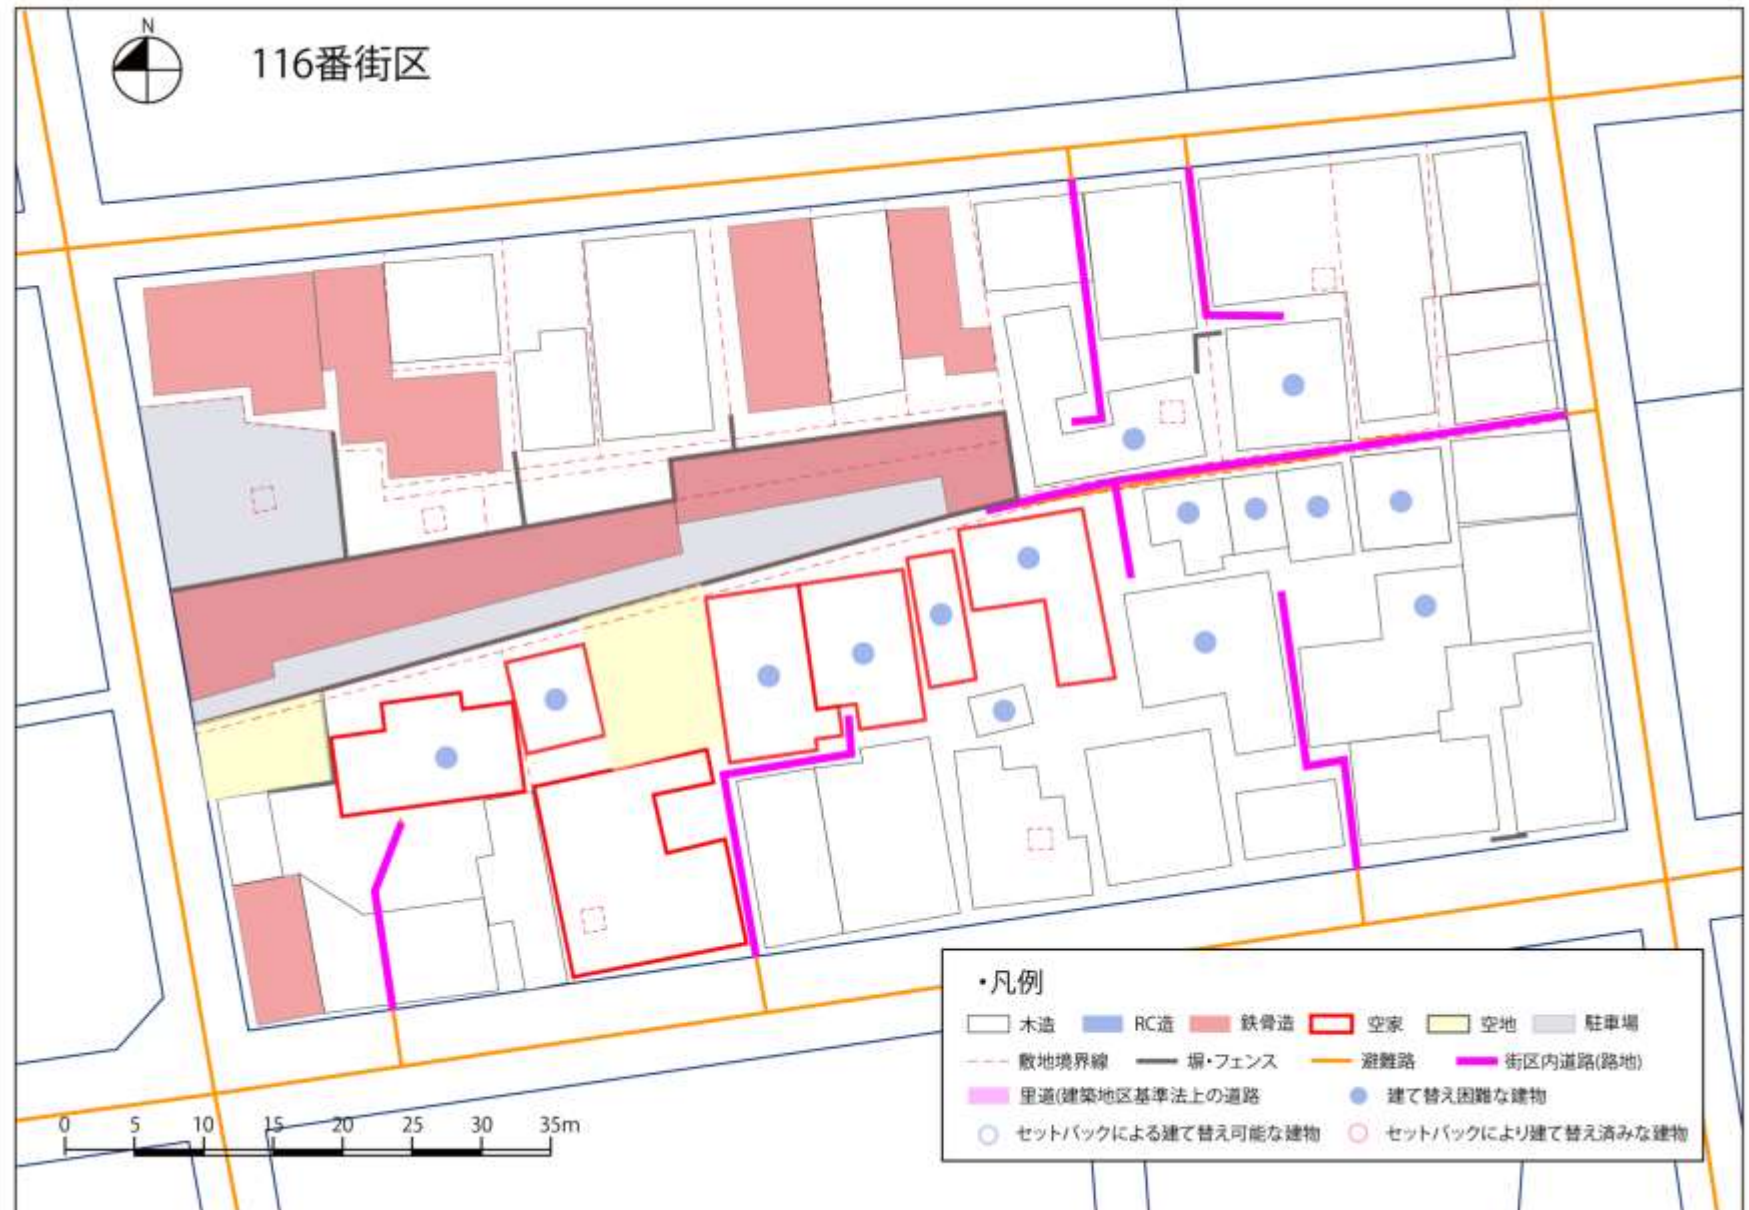 N
116番街区
・凡例
木造 RC造 鉄骨造 空家 空地 駐車場
敷地境界線 塀・フェンス 避難路 街区内道路(路地)
里道(建築地区基準法上の道路 建て替え困難な建物
セットバックによる建て替え可能な建物 セットバックにより建て替え済みな建物
0 5 10 15 20 25 30 35m